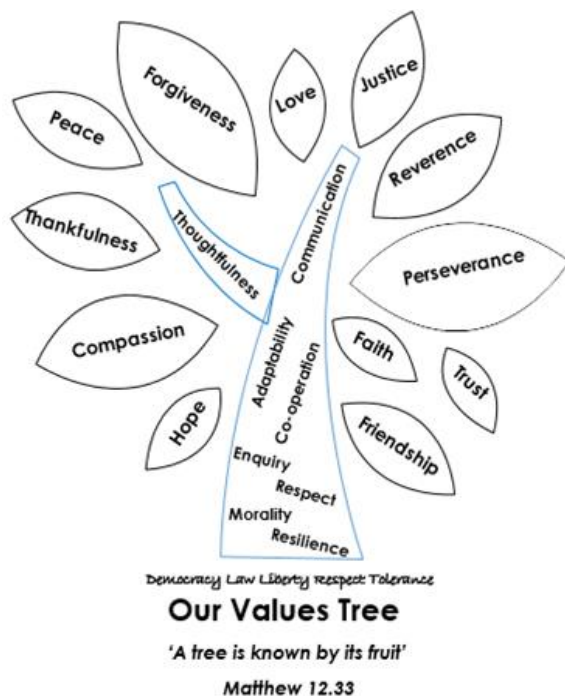 Forgiveness
Love
Justice
Peace
Reverence
Thankfulness
Thoughtfulness
Communication
Perseverance
Compassion
Adaptability
Faith
Trust
Hope
Co-operation
Friendship
Enquiry
Respect
Morality
Resilience
Democracy Law Liberty Respect Tolerance
Our Values Tree
‘A tree is known by its fruit’
Matthew 12.33